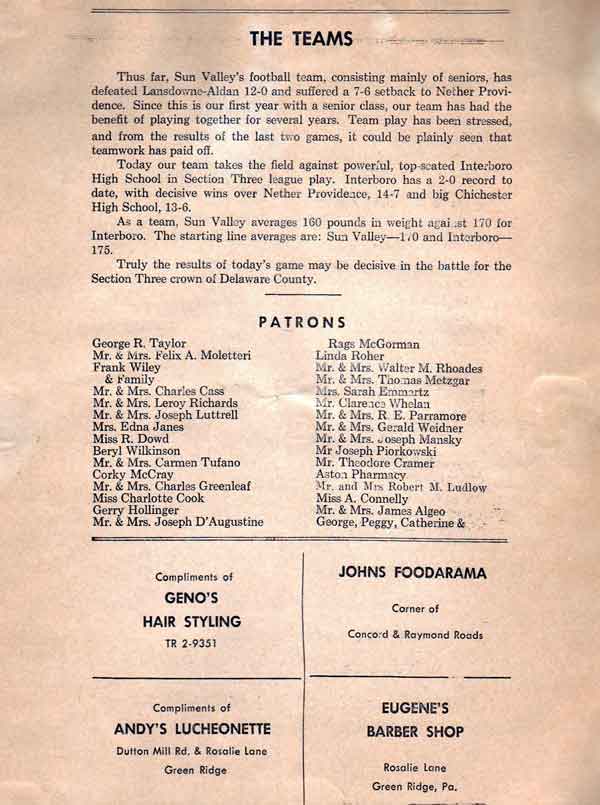 THE TEAMS
Thus far, Sun Valley's football team, consisting mainly of seniors, has
defeated Lansdowne-Aldan 12-0 and suffered a 7-6 setback to Nether Provi-
dence. Since this is our first year with a senior class, our team has had the
benefit of playing together for several years. Team play has been stressed,
and from the results of the last two games, it could be plainly seen that
teamwork has paid off.
Today our team takes the field against powerful, top-seated Interboro
High School in Section Three league play. Interboro has a 2-0 record to
date, with decisive wins over Nether Providence, 14-7 and big Chichester
High School, 13-6.
As a team, Sun Valley averages 160 pounds in weight against 170 for
Interboro. The starting line averages are: Sun Valley—170 and Interboro—
175.
Truly the results of today's game may be decisive in the battle for the
Section Three crown of Delaware County.
PATRONS
George R. Taylor
Mr. & Mrs. Felix A. Moletteri
Frank Wiley
& Family
Mr. & Mrs. Charles Cass
Mr. & Mrs. Leroy Richards
Mr. & Mrs. Joseph Luttrell
Mrs. Edna Janes
Miss R. Dowd
Beryl Wilkinson
Mr. & Mrs. Carmen Tufano
Corky McCray
Mr. & Mrs. Charles Greenleaf
Miss Charlotte Cook
Gerry Hollinger
Mr. & Mrs. Joseph D'Augustine
Rags McGorman
Linda Roher
Mr. & Mrs. Walter M. Rhoades
Mr. & Mrs. Thomas Metzgar
Mrs. Sarah Emmertz
Mr. Clarence Whelan
Mr. & Mrs. R. E. Parramore
Mr. & Mrs. Gerald Weidner
Mr. & Mrs. Joseph Mansky
Mr Joseph Piorkowski
Mr. Theodore Cramer
Aston Pharmacy
Mr. and Mrs Robert M. Ludlow
Miss A. Connelly
Mr. & Mrs. James Algeo
George, Peggy, Catherine &
Compliments of
GENO'S
HAIR STYLING
TR 2-9351
JOHNS FOODARAMA
Corner of
Concord & Raymond Roads
Compliments of
ANDY'S LUCHEONETTE
Dutton Mill Rd. & Rosalie Lane
Green Ridge
EUGENE'S
BARBER SHOP
Rosalie Lane
Green Ridge, Pa.